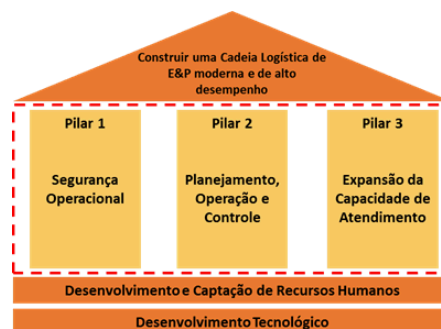 Construir uma Cadeia Logística de
E&P moderna e de alto
desempenho
Pilar 1
Segurança
Operacional
Pilar 2
Planejamento,
Operação e
Controle
Pilar 3
Expansão da
Capacidade de
Atendimento
Desenvolvimento e Captação de Recursos Humanos
Desenvolvimento Tecnológico